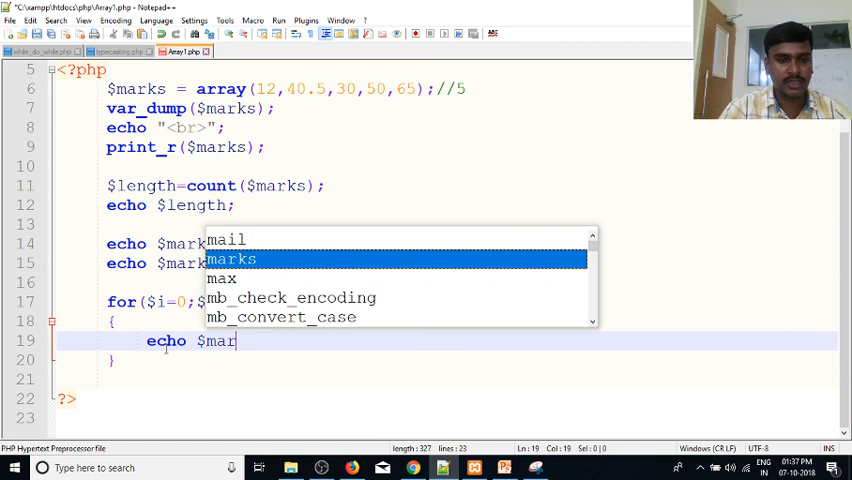 *C:\xampp\htdocs\php\Array1.php - Notepad++
File Edit Search View Encoding Language Settings Tools Macro Run Plugins Window ?
while_do_while.php typecasting.php Array1.php
5 <?php
6 $marks = array(12,40.5,30,50,65);//5
7 var_dump($marks);
8 echo "<br>";
9 print_r($marks);
10
11 $length=count($marks);
12 echo $length;
13
mail
14 echo $mark
marks
15 echo $mark
max
16
mb_check_encoding
17 for($i=0;$
mb_convert_case
18 {
19 echo $mar
20 }
21
22 ?>
23
PHP Hypertext Preprocessor file length : 327 lines : 23 Ln : 19 Col : 19 Sel : 0 | 0 Windows (CR LF) UTF-8 INS
Type here to search ENG 01:37 PM
IN 07-10-2018